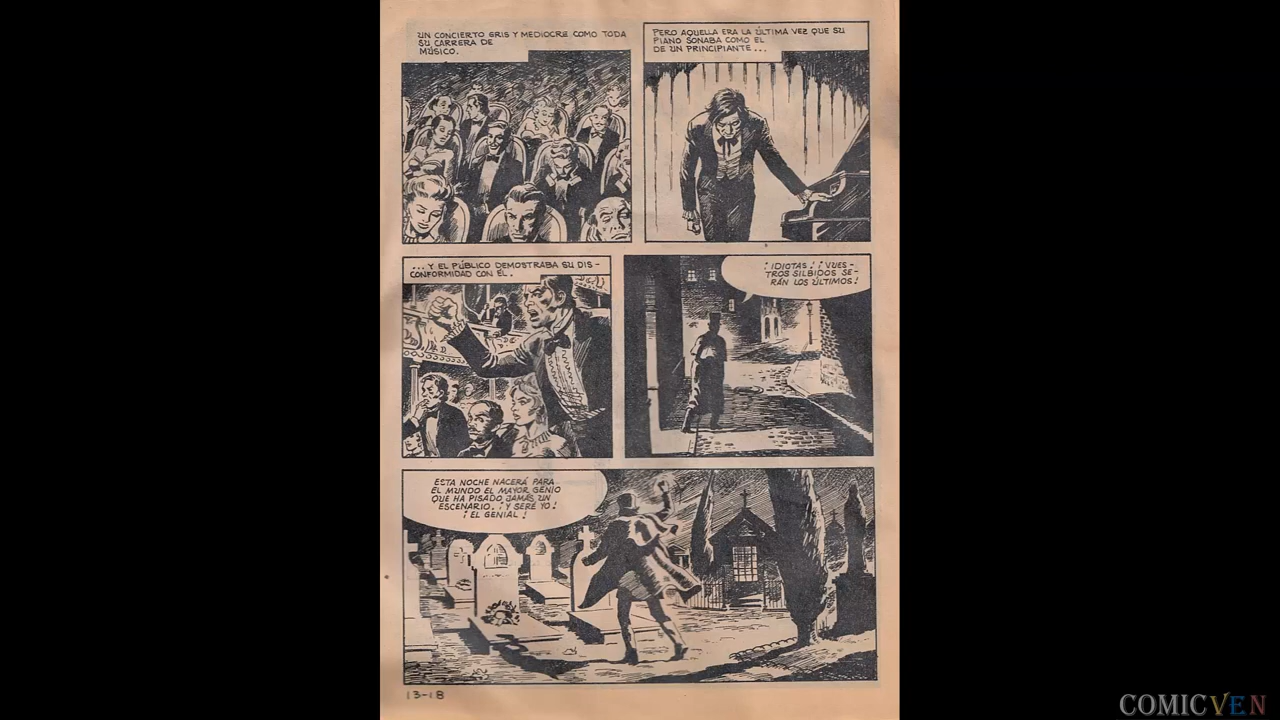 UN CONCIERTO GRIS Y MEDIOCRE COMO TODA
SU CARRERA DE
MÚSICO.
PERO AQUELLA ERA LA ÚLTIMA VEZ QUE SU
PIANO SONABA COMO EL
DE UN PRINCIPIANTE...
...Y EL PÚBLICO DEMOSTRABA SU DIS-
CONFORMIDAD CON ÉL.
¡IDIOTAS! ¡VUES-
TROS SILBIDOS SE-
RÁN LOS ÚLTIMOS!
ESTA NOCHE NACERÁ PARA
EL MUNDO EL MAYOR GENIO
QUE HA PISADO JAMÁS UN
ESCENARIO. ¡Y SERÉ YO!
¡EL GENIAL!
13-18
COMICVEN